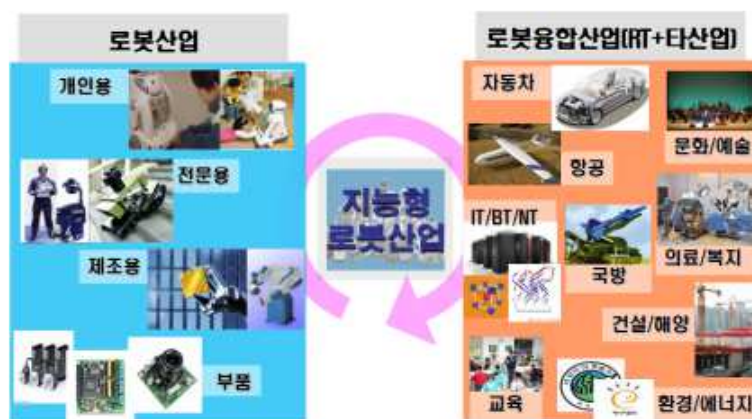 로봇산업
개인용
전문용
제조용
부품
지능형
로봇산업
로봇융합산업(RT+타산업)
자동차
문화/예술
항공
IT/BT/NT
국방
의료/복지
건설/해양
교육
환경/에너지